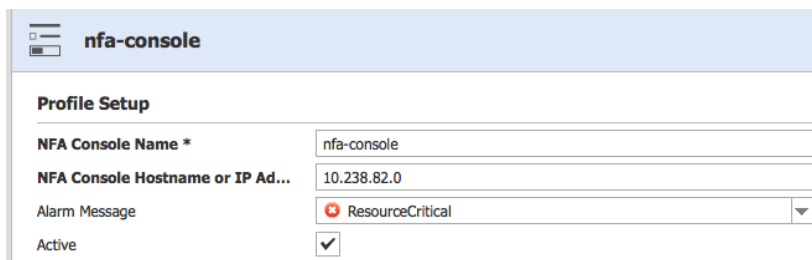 nfa-console
Profile Setup
NFA Console Name * nfa-console
NFA Console Hostname or IP Ad... 10.238.82.0
Alarm Message ResourceCritical
Active